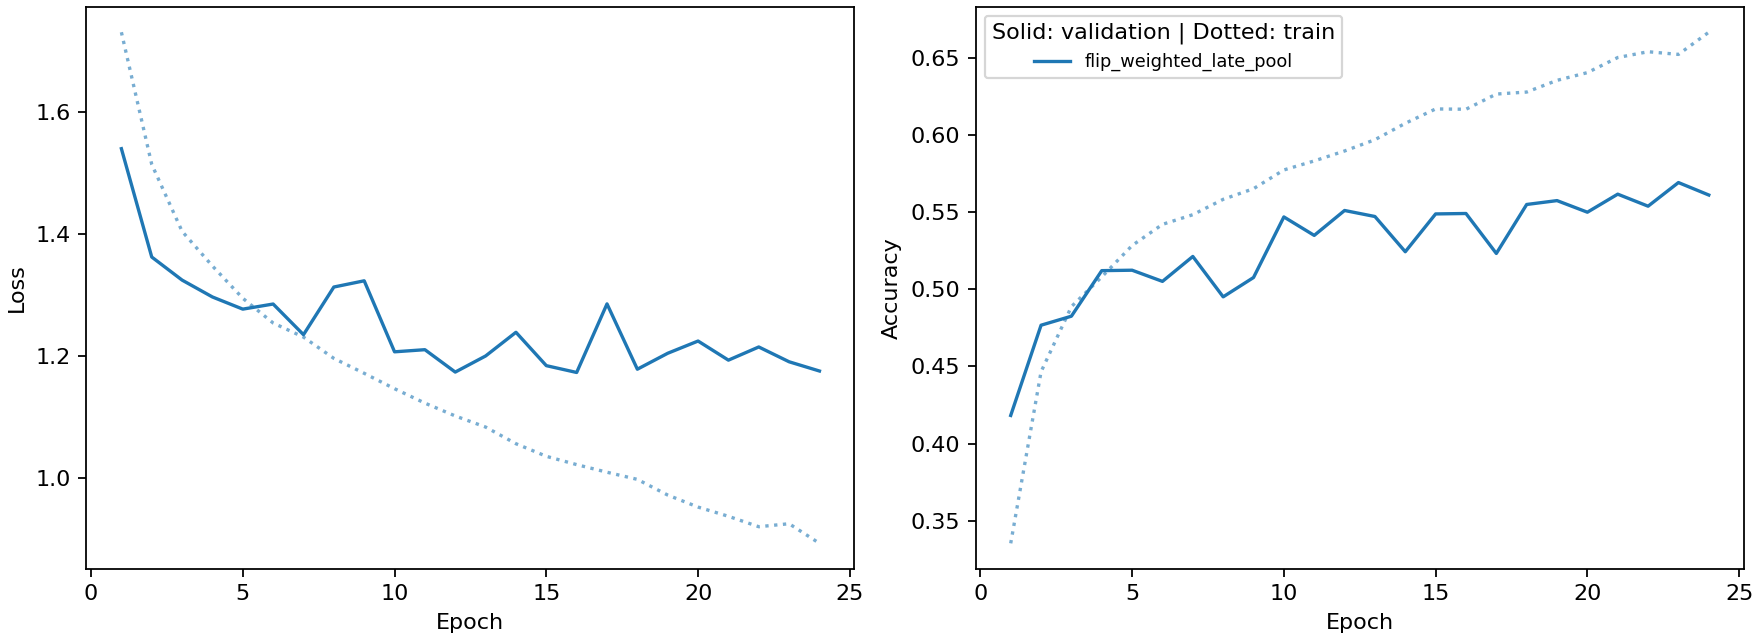 Loss
1.6
1.4
1.2
1.0
0 5 10 15 20 25
Epoch
Accuracy
0.65
0.60
0.55
0.50
0.45
0.40
0.35
Solid: validation | Dotted: train
flip_weighted_late_pool
0 5 10 15 20 25
Epoch